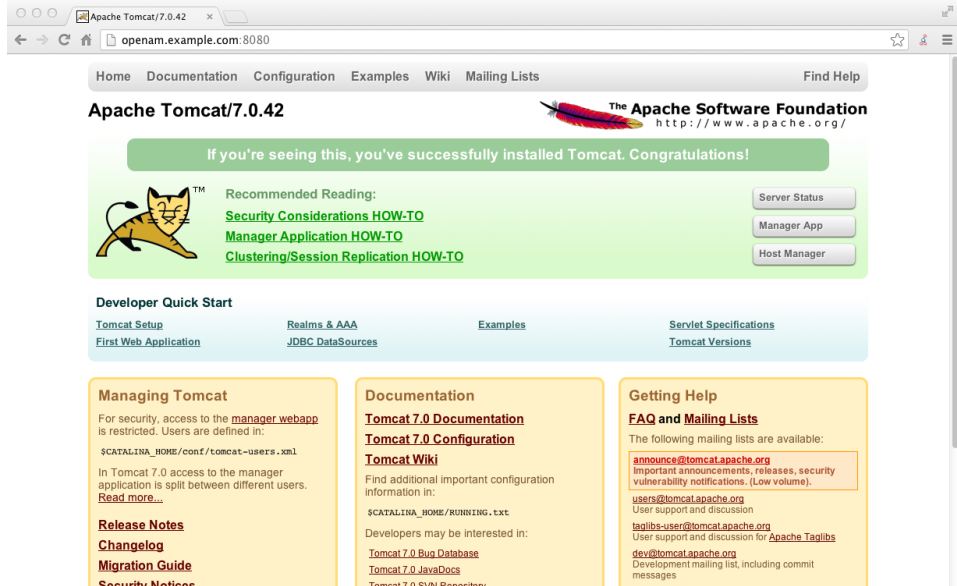 Apache Tomcat/7.0.42
openam.example.com:8080
Home Documentation Configuration Examples Wiki Mailing Lists Find Help
Apache Tomcat/7.0.42
The Apache Software Foundation
http://www.apache.org/
If you're seeing this, you've successfully installed Tomcat. Congratulations!
TM
Recommended Reading:
Security Considerations HOW-TO
Manager Application HOW-TO
Clustering/Session Replication HOW-TO
Server Status
Manager App
Host Manager
Developer Quick Start
Tomcat Setup
First Web Application
Realms & AAA
JDBC DataSources
Examples
Servlet Specifications
Tomcat Versions
Managing Tomcat
For security, access to the manager webapp
is restricted. Users are defined in:
$CATALINA_HOME/conf/tomcat-users.xml
In Tomcat 7.0 access to the manager
application is split between different users.
Read more...
Release Notes
Changelog
Migration Guide
Security Notices
Documentation
Tomcat 7.0 Documentation
Tomcat 7.0 Configuration
Tomcat Wiki
Find additional important configuration
information in:
$CATALINA_HOME/RUNNING.txt
Developers may be interested in:
Tomcat 7.0 Bug Database
Tomcat 7.0 JavaDocs
Tomcat 7.0 SVN Repository
Getting Help
FAQ and Mailing Lists
The following mailing lists are available:
announce@tomcat.apache.org
Important announcements, releases, security
vulnerability notifications. (Low volume).
users@tomcat.apache.org
User support and discussion
taglibs-user@tomcat.apache.org
User support and discussion for Apache Taglibs
dev@tomcat.apache.org
Development mailing list, including commit
messages